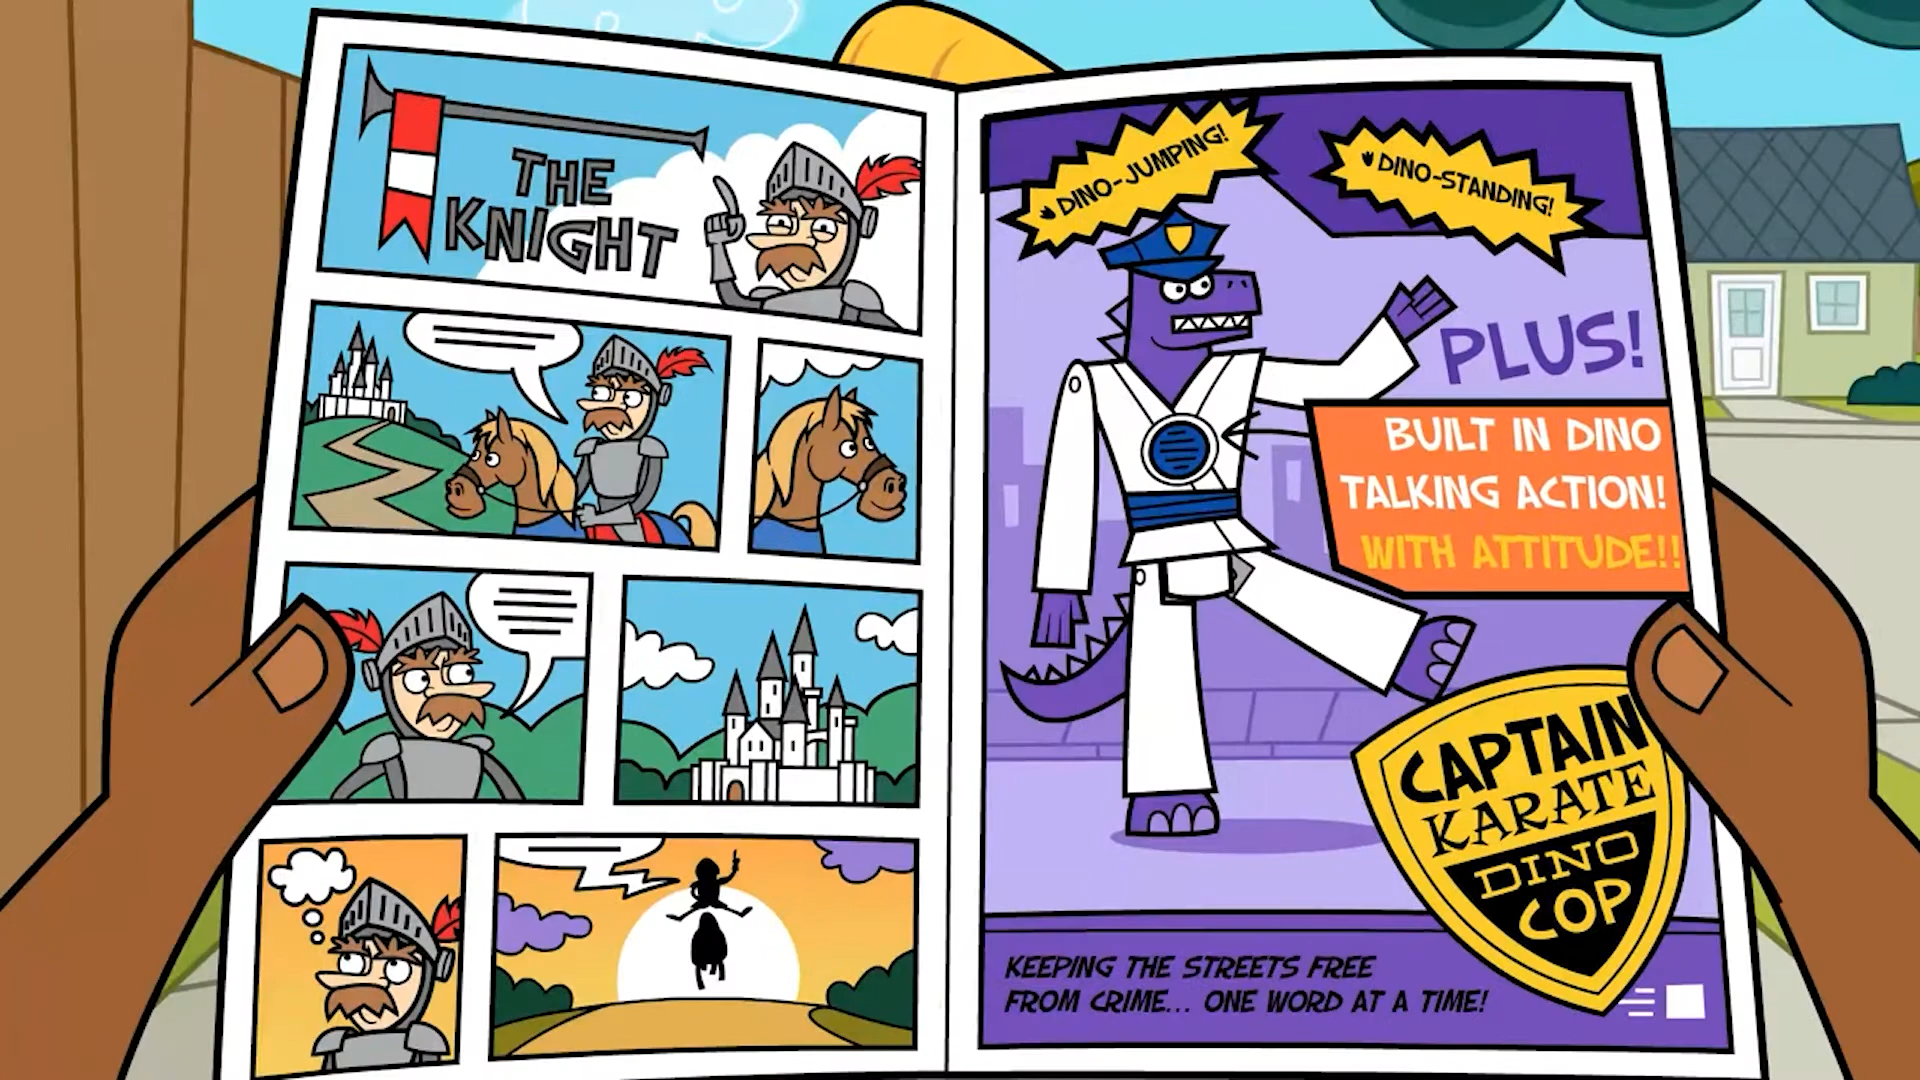 THE
KNIGHT
DINO-JUMPING!
DINO-STANDING!
PLUS!
BUILT IN DINO
TALKING ACTION!
WITH ATTITUDE!!
CAPTAIN
KARATE
DINO
COP
KEEPING THE STREETS FREE
FROM CRIME... ONE WORD AT A TIME!